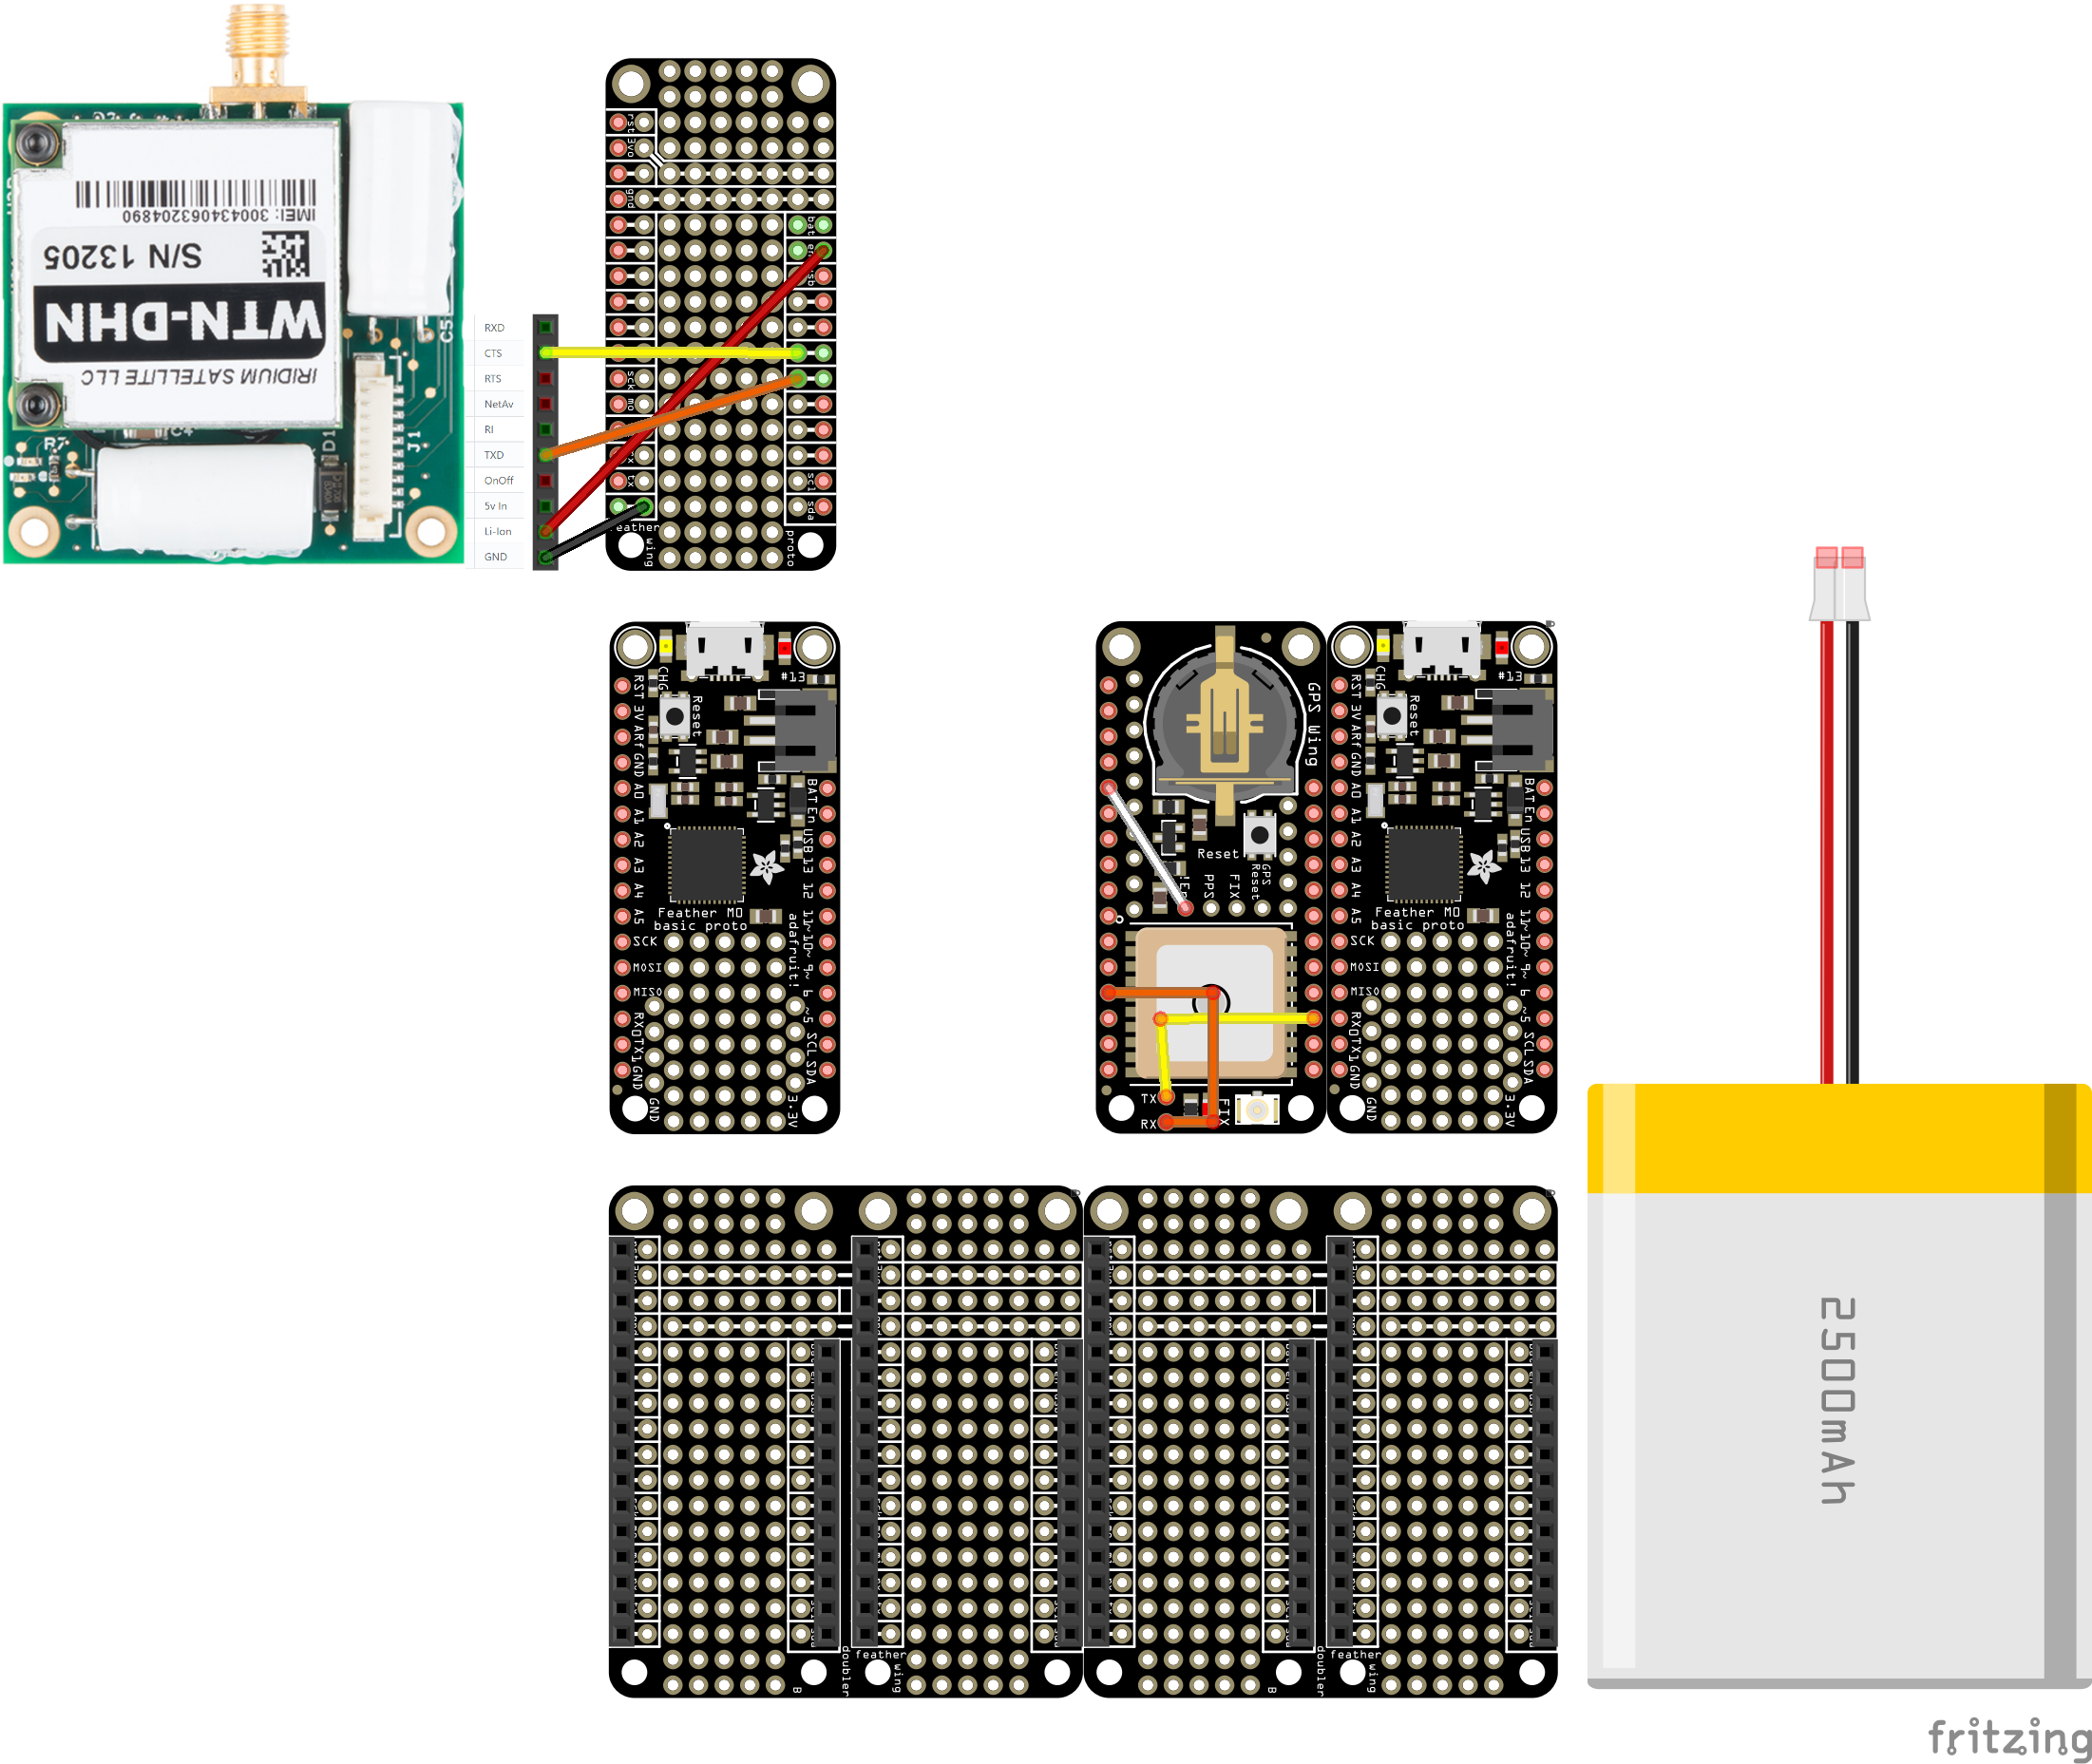 IMEI: 300434063204890
S/N 13205
WTN-DHN
IRIDIUM SATELLITE LLC
C5
J1
D1
R7
C4
RXD
CTS
RTS
NetAv
RI
TXD
OnOff
5v In
Li-Ion
GND
rst
3vo
gnd
bat
en
sck
mo
tx
scl
sda
feather
wing
proto
CHG
Reset
#13
RST
3V
ARf
GND
A0
A1
A2
A3
A4
A5
SCK
MOSI
MISO
RX0
TX1
GND
GND
BAT
En
USB
13
12
11~
10~
9~
6
~5
SCL
SDA
3.3V
Feather M0
basic proto
adafruit!
GPS Wing
Reset
PPS
FIX
GPS
Reset
TX
RX
FIX
CHG
Reset
#13
RST
3V
ARf
GND
A0
A1
A2
A3
A4
A5
SCK
MOSI
MISO
RX0
TX1
GND
GND
BAT
En
USB
13
12
11~
10~
9~
6
~5
SCL
SDA
3.3V
Feather M0
basic proto
adafruit!
B
doubler
feather
wing
B
doubler
feather
wing
2500mAh
fritzing